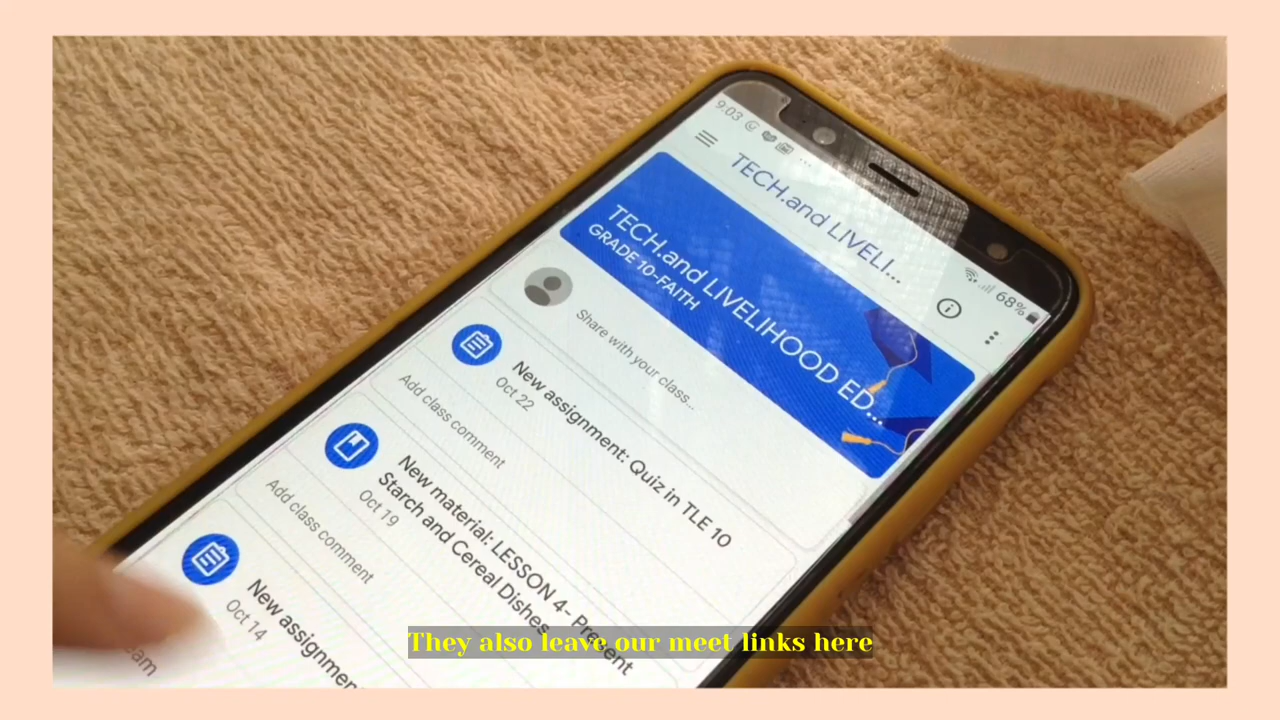 9:03
68%
TECH.and LIVELI...
TECH.and LIVELIHOOD ED...
GRADE 10-FAITH
Share with your class...
New assignment: Quiz in TLE 10
Oct 22
Add class comment
New material: LESSON 4- Present
Starch and Cereal Dishes
Oct 19
Add class comment
New assignmen
Oct 14
eam
They also leave our meet links here